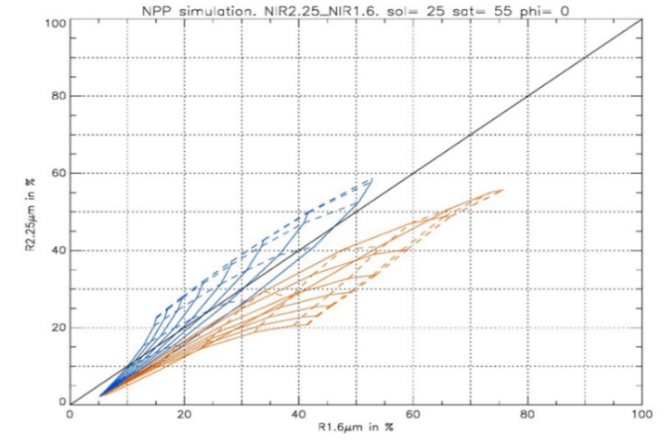 NPP simulation. NIR2.25_NIR1.6. sol= 25 sat= 55 phi= 0
100
80
60
40
20
0
R2.25μm in %
0 20 40 60 80 100
R1.6μm in %